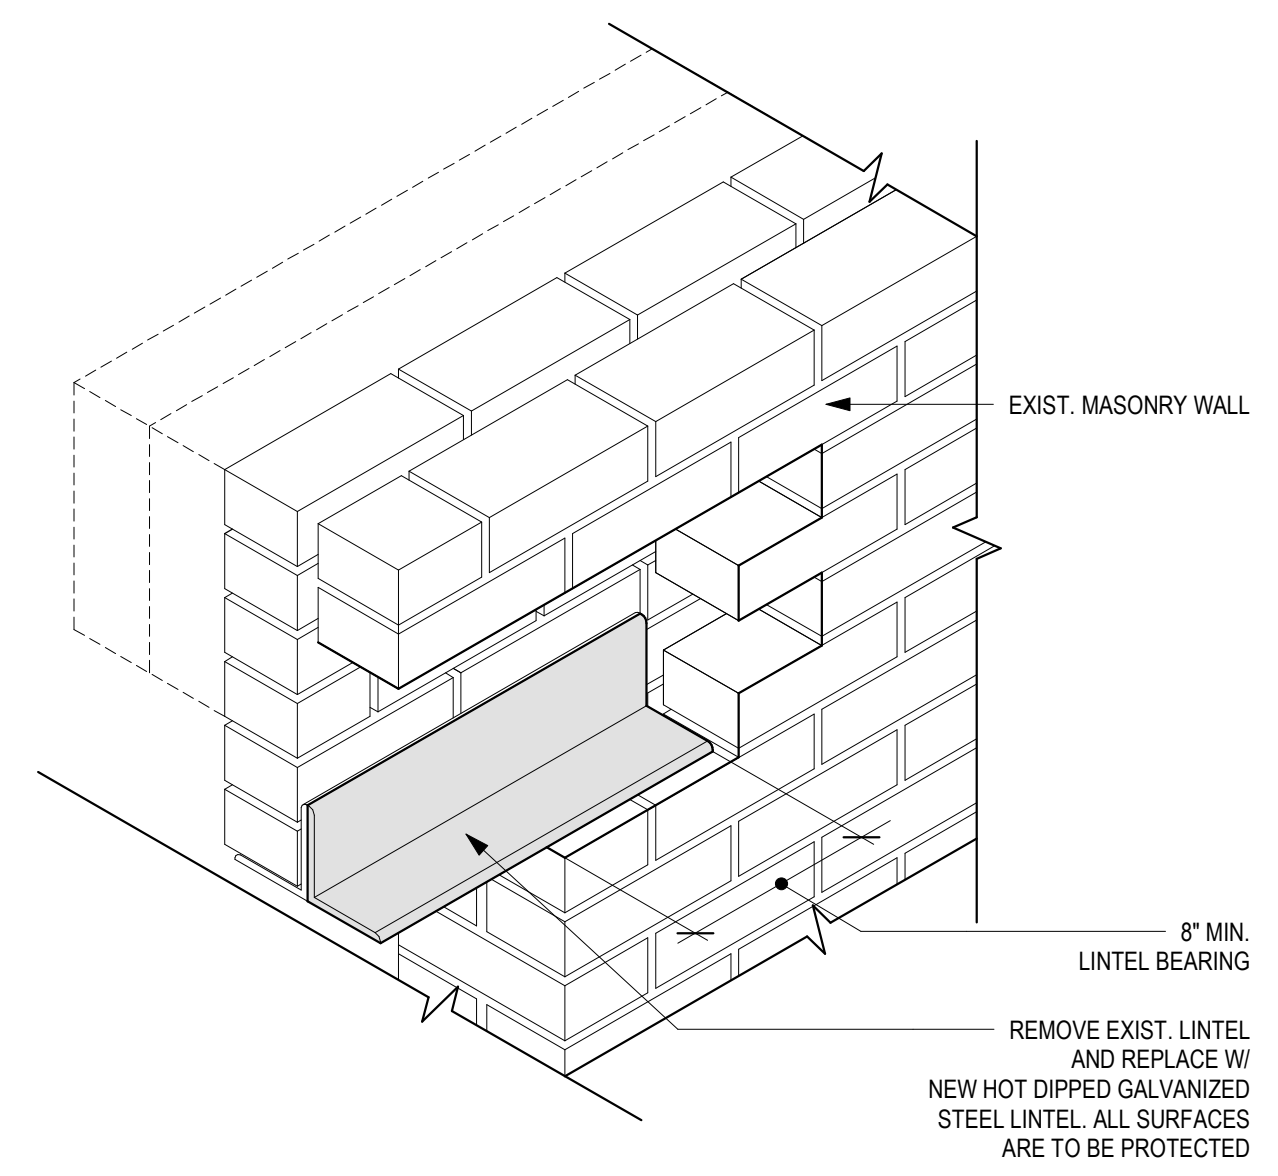 EXIST. MASONRY WALL
8" MIN.
LINTEL BEARING
REMOVE EXIST. LINTEL
AND REPLACE W/
NEW HOT DIPPED GALVANIZED
STEEL LINTEL. ALL SURFACES
ARE TO BE PROTECTED